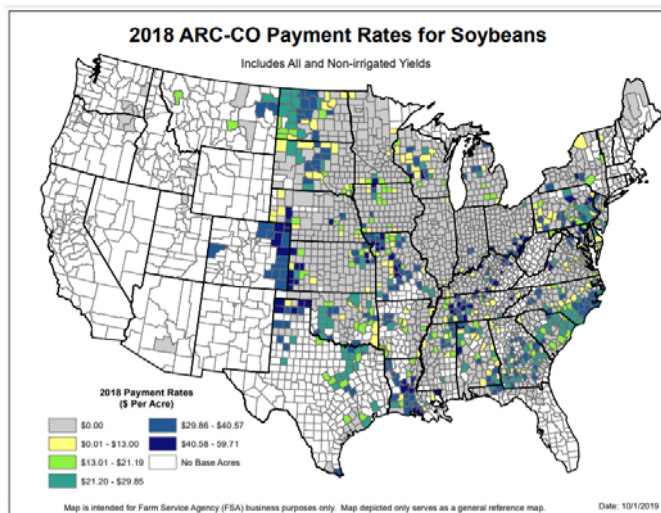 2018 ARC-CO Payment Rates for Soybeans
Includes All and Non-irrigated Yields
2018 Payment Rates
($ Per Acre)
$0.00
$0.01 - $13.00
$13.01 - $21.19
$21.20 - $29.85
$29.86 - $40.57
$40.58 - 59.71
No Base Acres
Map is intended for Farm Service Agency (FSA) business purposes only. Map depicted only serves as a general reference map.
Date: 10/1/2019